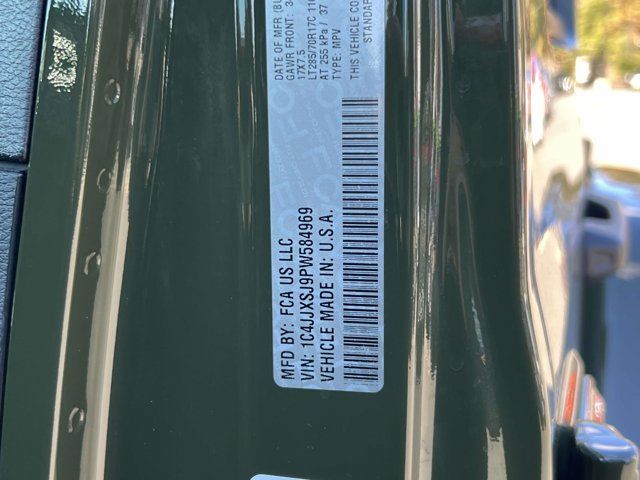 DATE OF MFR
GAWR FRONT:
17X7.5
LT285/70R17C
AT 255 kPa / 37
TYPE: MPV
THIS VEHICLE
STANDAR
MFD BY: FCA US LLC
VIN: 1C4JJXSJ9PW584969
VEHICLE MADE IN: U.S.A.